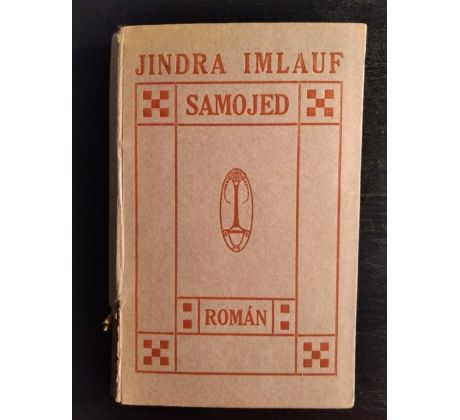 JINDRA IMLAUF
SAMOJED
ROMÁN